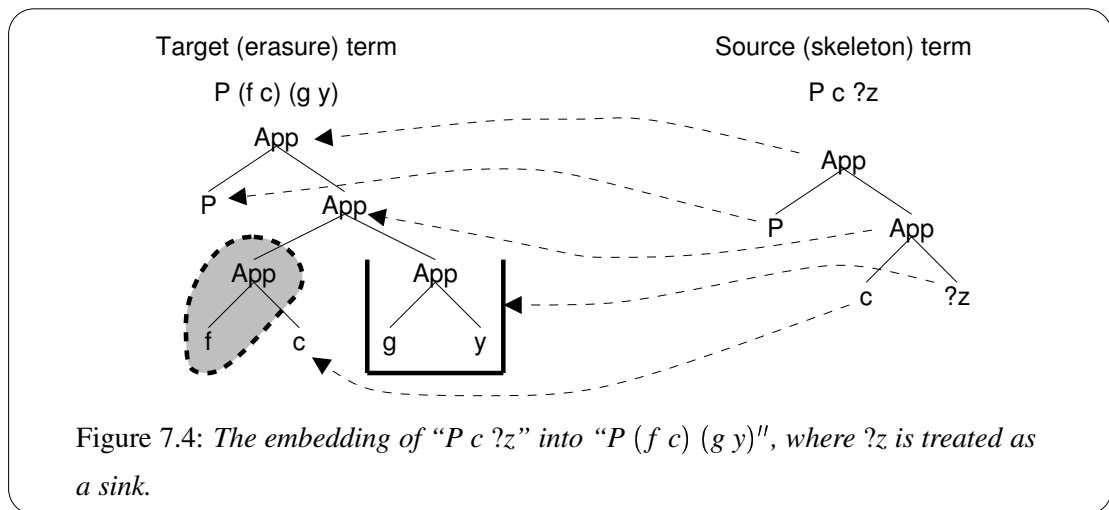 Target (erasure) term
P (f c) (g y)
App
P
App
App
App
f
c
g
y
Source (skeleton) term
P c ?z
App
P
App
c
?z
Figure 7.4: The embedding of “P c ?z” into “P (f c) (g y)″, where ?z is treated as
a sink.